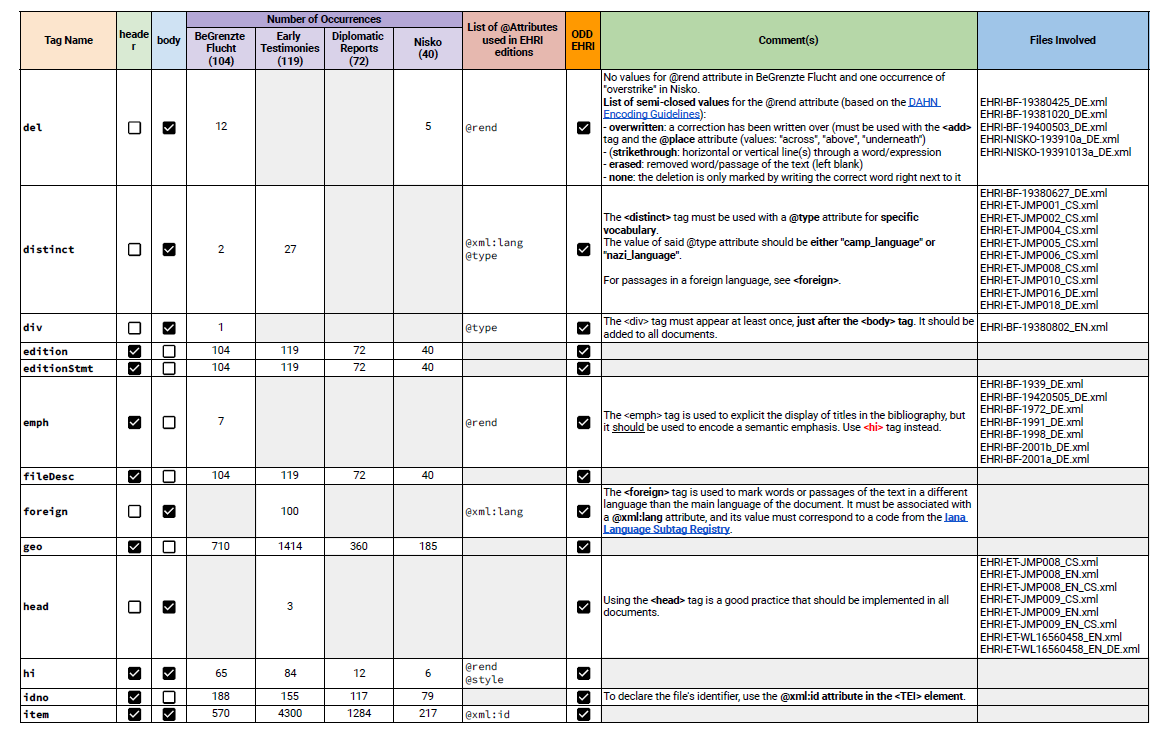 Tag Name
heade
r
body
Number of Occurrences
BeGrenzte
Flucht
(104)
Early
Testimonies
(119)
Diplomatic
Reports
(72)
Nisko
(40)
List of @Attributes
used in EHRI
editions
ODD
EHRI
Comment(s)
Files Involved
del
12
5
@rend
No values for @rend attribute in BeGrenzte Flucht and one occurrence of
"overstrike" in Nisko.
List of semi-closed values for the @rend attribute (based on the DAHN
Encoding Guidelines):
- overwritten: a correction has been written over (must be used with the <add>
tag and the @place attribute (values: "across", "above", "underneath")
- (strikethrough: horizontal or vertical line(s) through a word/expression
- erased: removed word/passage of the text (left blank)
- none: the deletion is only marked by writing the correct word right next to it
EHRI-BF-19380425_DE.xml
EHRI-BF-19381020_DE.xml
EHRI-BF-19400503_DE.xml
EHRI-NISKO-193910a_DE.xml
EHRI-NISKO-19391013a_DE.xml
distinct
2
27
@xml:lang
@type
The <distinct> tag must be used with a @type attribute for specific
vocabulary.
The value of said @type attribute should be either "camp_language" or
"nazi_language".
For passages in a foreign language, see <foreign>.
EHRI-BF-19380627_DE.xml
EHRI-ET-JMP001_CS.xml
EHRI-ET-JMP002_CS.xml
EHRI-ET-JMP004_CS.xml
EHRI-ET-JMP005_CS.xml
EHRI-ET-JMP006_CS.xml
EHRI-ET-JMP008_CS.xml
EHRI-ET-JMP010_CS.xml
EHRI-ET-JMP016_DE.xml
EHRI-ET-JMP018_DE.xml
div
1
@type
The <div> tag must appear at least once, just after the <body> tag. It should be
added to all documents.
EHRI-BF-19380802_EN.xml
edition
104
119
72
40
editionStmt
104
119
72
40
emph
7
@rend
The <emph> tag is used to explicit the display of titles in the bibliography, but
it should be used to encode a semantic emphasis. Use <hi> tag instead.
EHRI-BF-1939_DE.xml
EHRI-BF-19420505_DE.xml
EHRI-BF-1972_DE.xml
EHRI-BF-1991_DE.xml
EHRI-BF-1998_DE.xml
EHRI-BF-2001b_DE.xml
EHRI-BF-2001a_DE.xml
fileDesc
104
119
72
40
foreign
100
@xml:lang
The <foreign> tag is used to mark words or passages of the text in a different
language than the main language of the document. It must be associated with
a @xml:lang attribute, and its value must correspond to a code from the Iana
Language Subtag Registry.
geo
710
1414
360
185
head
3
Using the <head> tag is a good practice that should be implemented in all
documents.
EHRI-ET-JMP008_CS.xml
EHRI-ET-JMP008_EN.xml
EHRI-ET-JMP008_EN_CS.xml
EHRI-ET-JMP009_CS.xml
EHRI-ET-JMP009_EN.xml
EHRI-ET-JMP009_EN_CS.xml
EHRI-ET-WL16560458_EN.xml
EHRI-ET-WL16560458_EN_DE.xml
hi
65
84
12
6
@rend
@style
idno
188
155
117
79
To declare the file's identifier, use the @xml:id attribute in the <TEI> element.
item
570
4300
1284
217
@xml:id